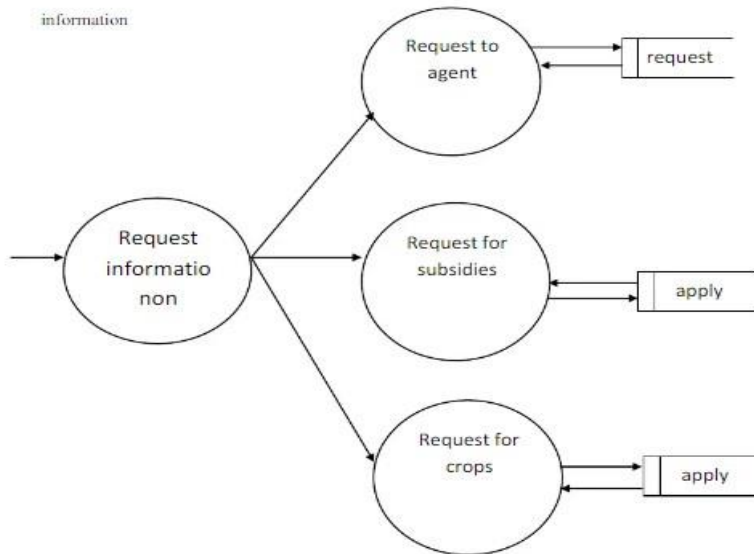 information
Request to
agent
request
Request
informatio
non
Request for
subsidies
apply
Request for
crops
apply